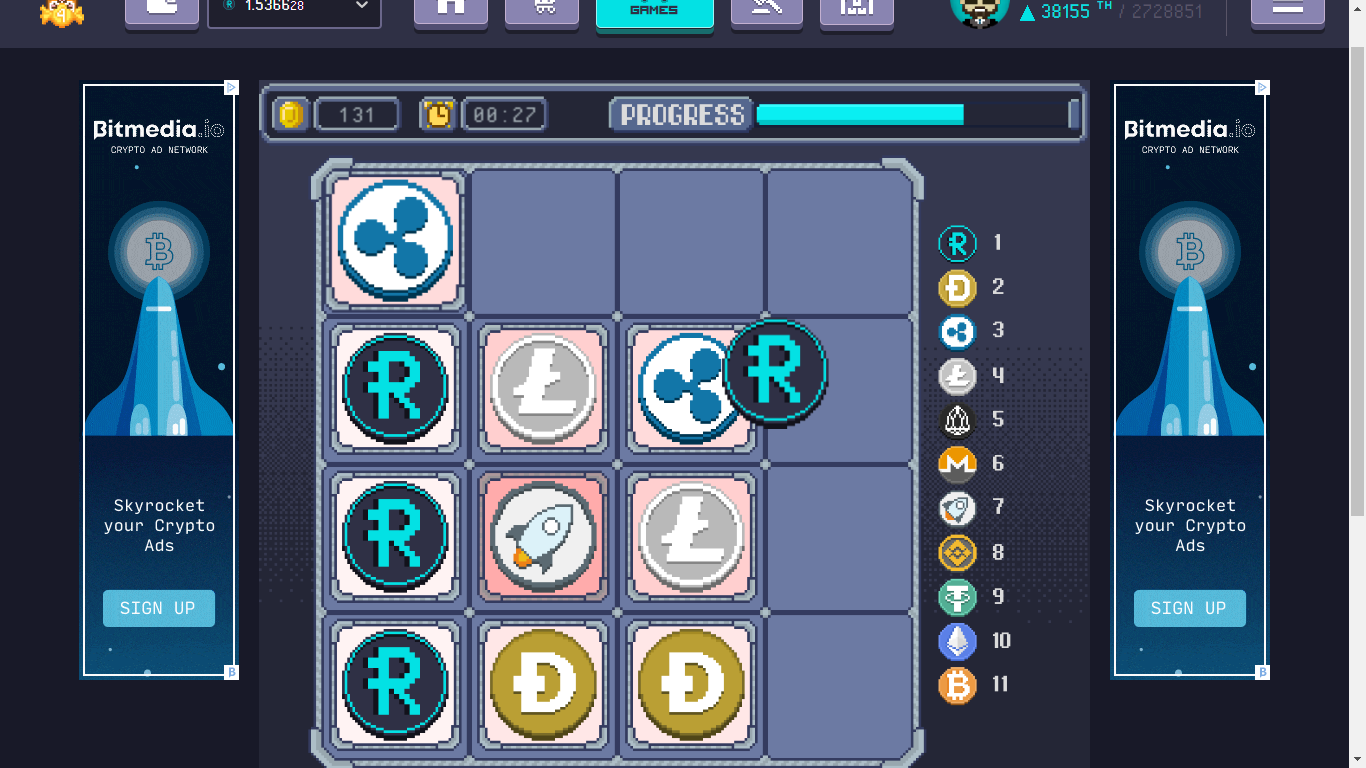 1.536628
GAMES
38155 TH / 2728851
Bitmedia.io
CRYPTO AD NETWORK
Skyrocket
your Crypto
Ads
SIGN UP
131
00:27
PROGRESS
1
2
3
4
5
6
7
8
9
10
11
Bitmedia.io
CRYPTO AD NETWORK
Skyrocket
your Crypto
Ads
SIGN UP